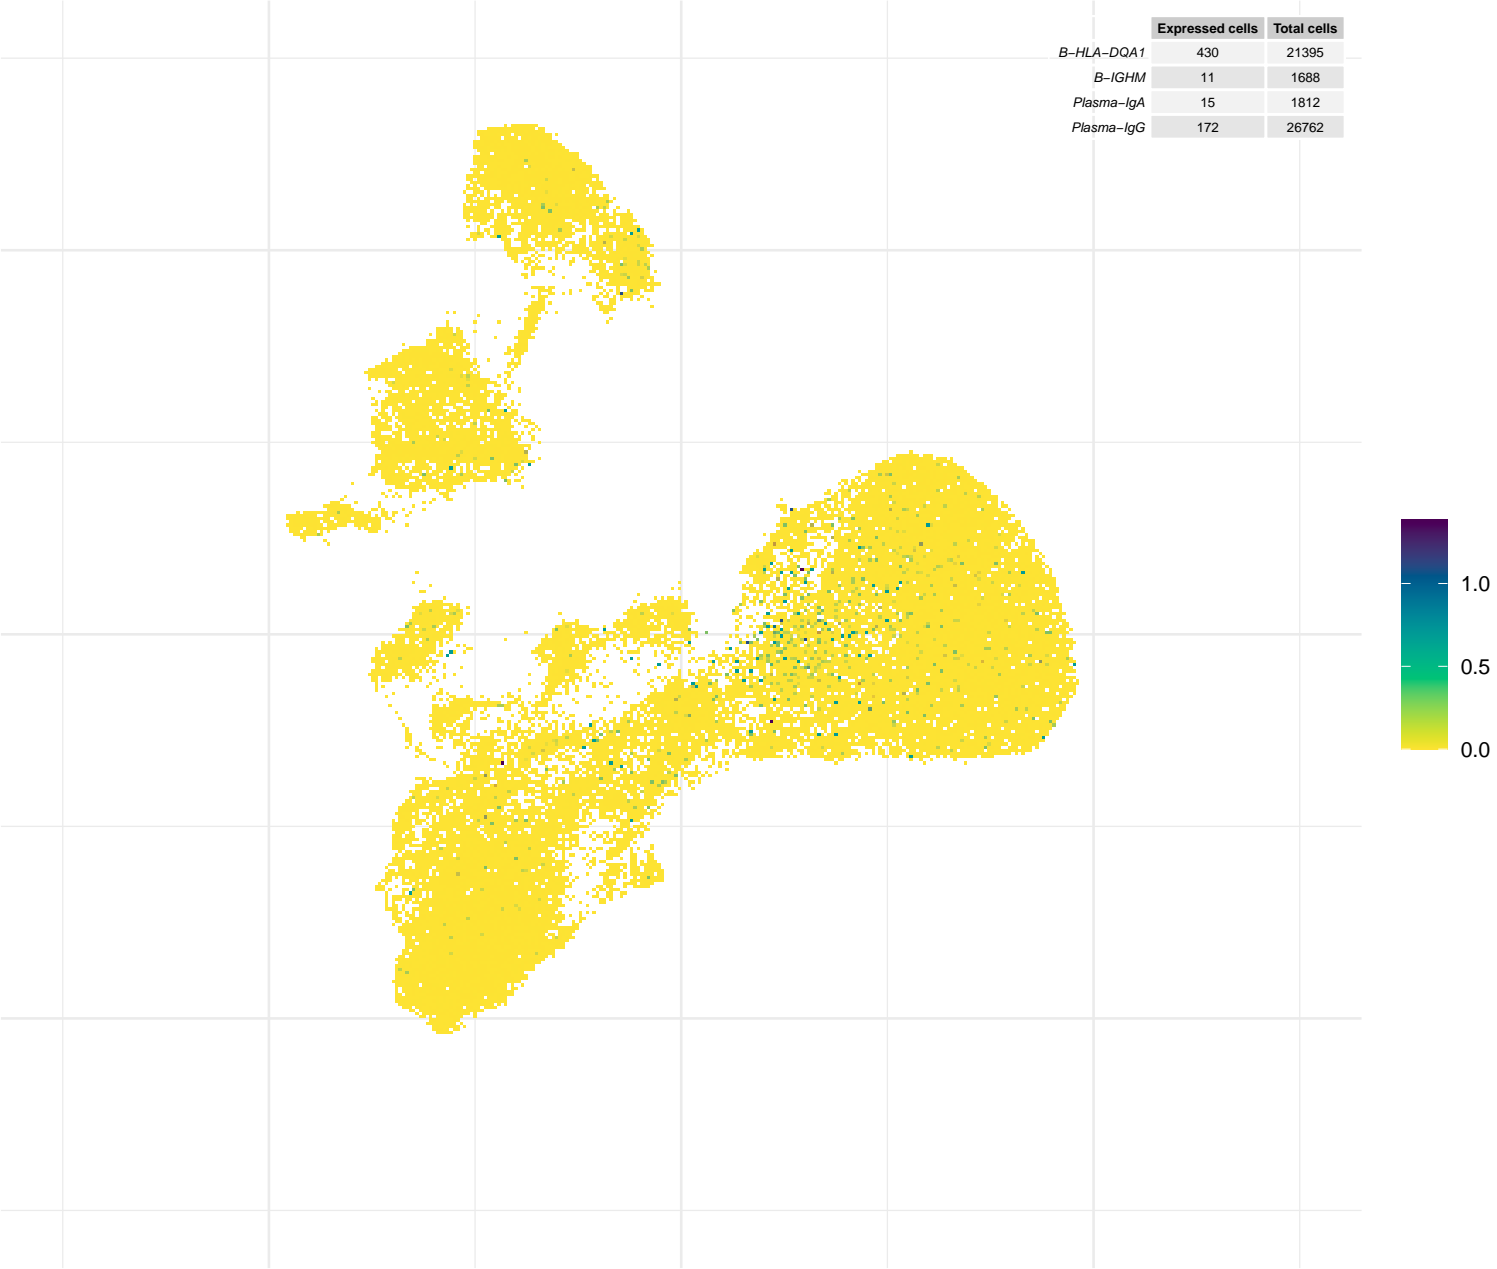 Expressed cells Total cells
B−HLA−DQA1 430 21395
B−IGHM 11 1688
Plasma−IgA 15 1812
Plasma−IgG 172 26762
1.0
0.5
0.0